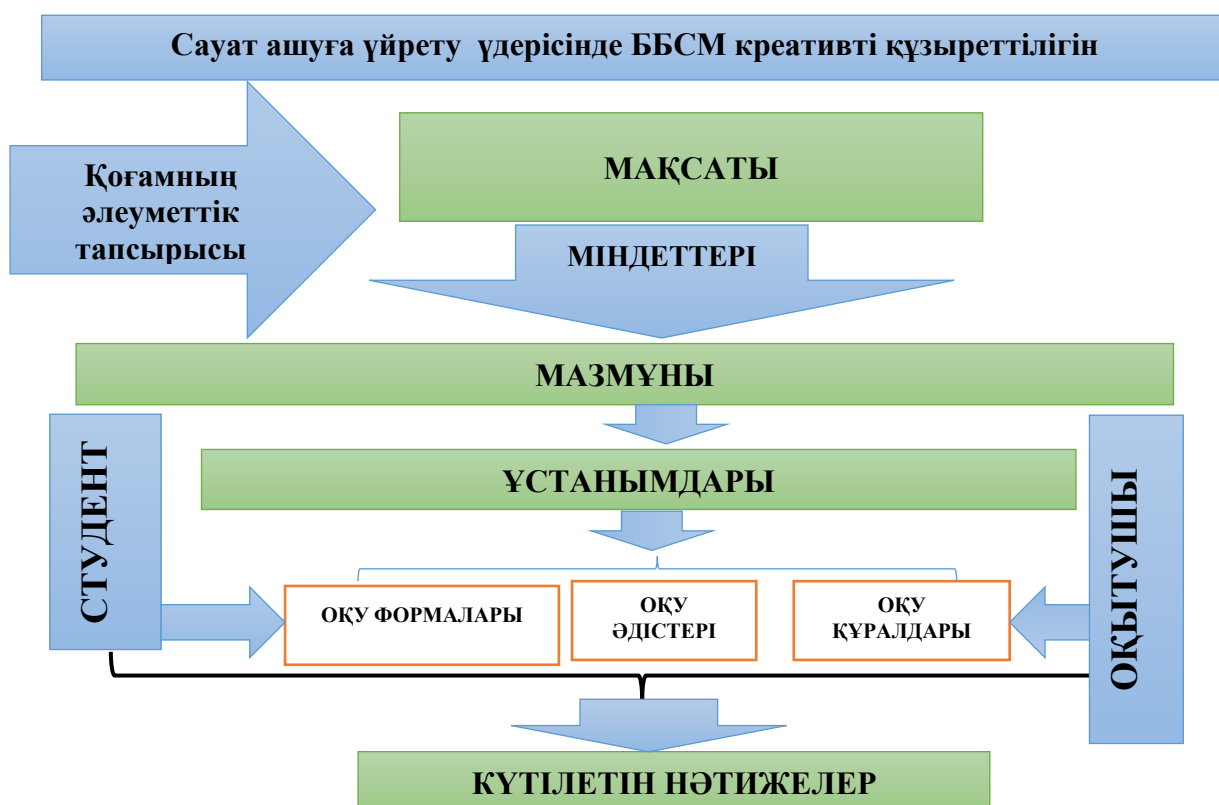 Сауат ашуға үйрету үдерісінде ББСМ креативті құзыреттілігін
Қоғамның
әлеуметтік
тапсырысы
МАҚСАТЫ
МІНДЕТТЕРІ
МАЗМҰНЫ
СТУДЕНТ
ҰСТАНЫМДАРЫ
ОҚЫТУШЫ
ОҚУ ФОРМАЛАРЫ
ОҚУ
ӘДІСТЕРІ
ОҚУ
ҚҰРАЛДАРЫ
КҮТІЛЕТІН НӘТИЖЕЛЕР